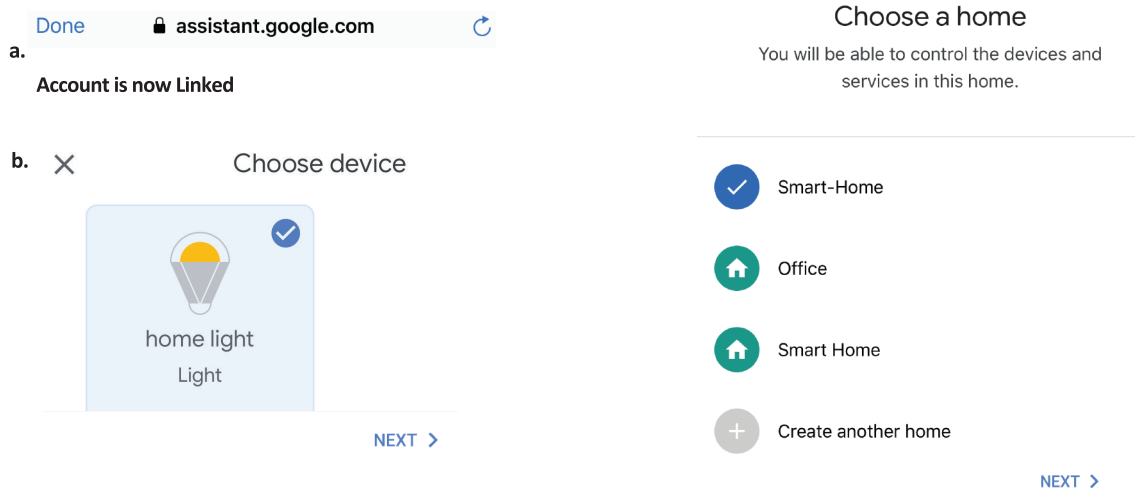 Done assistant.google.com
a.
Account is now Linked
b. Choose device
home light
Light
NEXT
Choose a home
You will be able to control the devices and
services in this home.
Smart-Home
Office
Smart Home
Create another home
NEXT